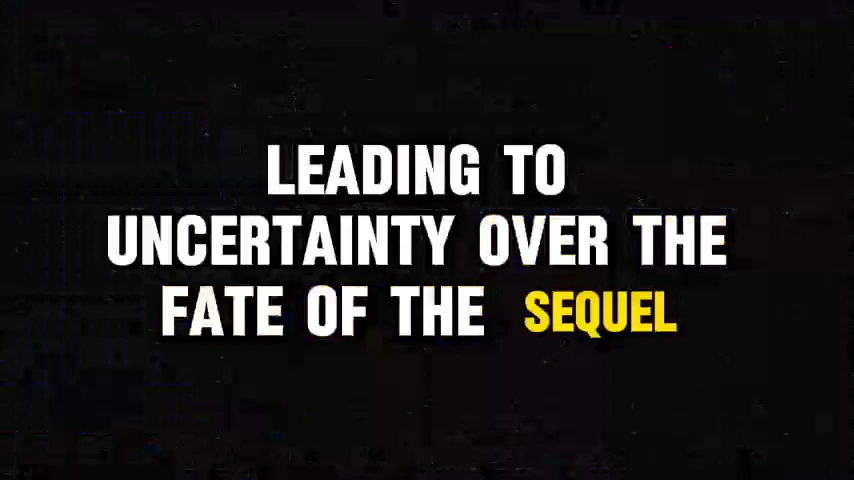 LEADING TO
UNCERTAINTY OVER THE
FATE OF THE SEQUEL